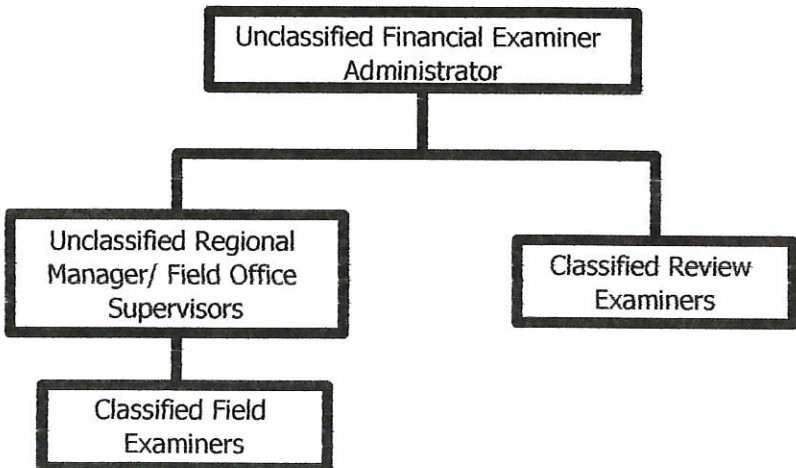 Unclassified Financial Examiner
Administrator
Unclassified Regional
Manager/ Field Office
Supervisors
Classified Review
Examiners
Classified Field
Examiners